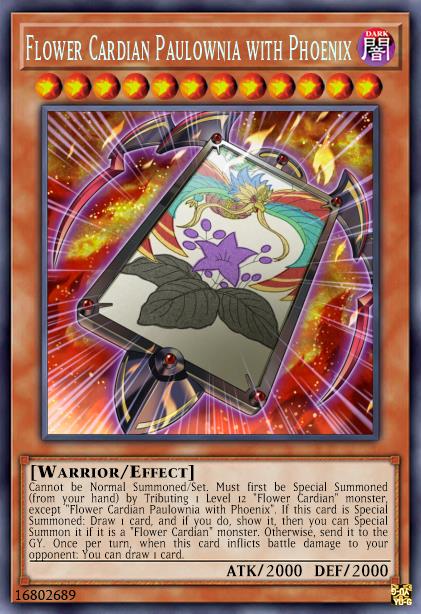 Flower Cardian Paulownia with Phoenix
DARK
闇
[Warrior/Effect]
Cannot be Normal Summoned/Set. Must first be Special Summoned
(from your hand) by Tributing 1 Level 12 "Flower Cardian" monster,
except "Flower Cardian Paulownia with Phoenix". If this card is Special
Summoned: Draw 1 card, and if you do, show it, then you can Special
Summon it if it is a "Flower Cardian" monster. Otherwise, send it to the
GY. Once per turn, when this card inflicts battle damage to your
opponent: You can draw 1 card.
ATK/2000 DEF/2000
16802689